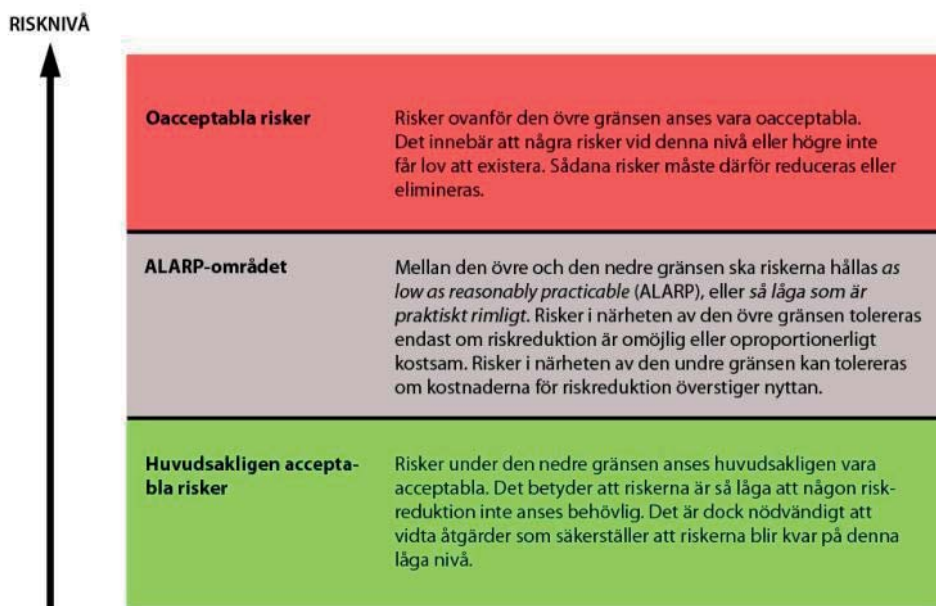 RISKNIVÅ
Oacceptabla risker
Risker ovanför den övre gränsen anses vara oacceptabla.
Det innebär att några risker vid denna nivå eller högre inte
får lov att existera. Sådana risker måste därför reduceras eller
elimineras.
ALARP-området
Mellan den övre och den nedre gränsen ska riskerna hållas as
low as reasonably practicable (ALARP), eller så låga som är
praktiskt rimligt. Risker i närheten av den övre gränsen tolereras
endast om riskreduktion är omöjlig eller oproportionerligt
kostsam. Risker i närheten av den undre gränsen kan tolereras
om kostnaderna för riskreduktion överstiger nyttan.
Huvudsakligen accepta-
bla risker
Risker under den nedre gränsen anses huvudsakligen vara
acceptabla. Det betyder att riskerna är så låga att någon risk-
reduktion inte anses behövlig. Det är dock nödvändigt att
vidta åtgärder som säkerställer att riskerna blir kvar på denna
låga nivå.